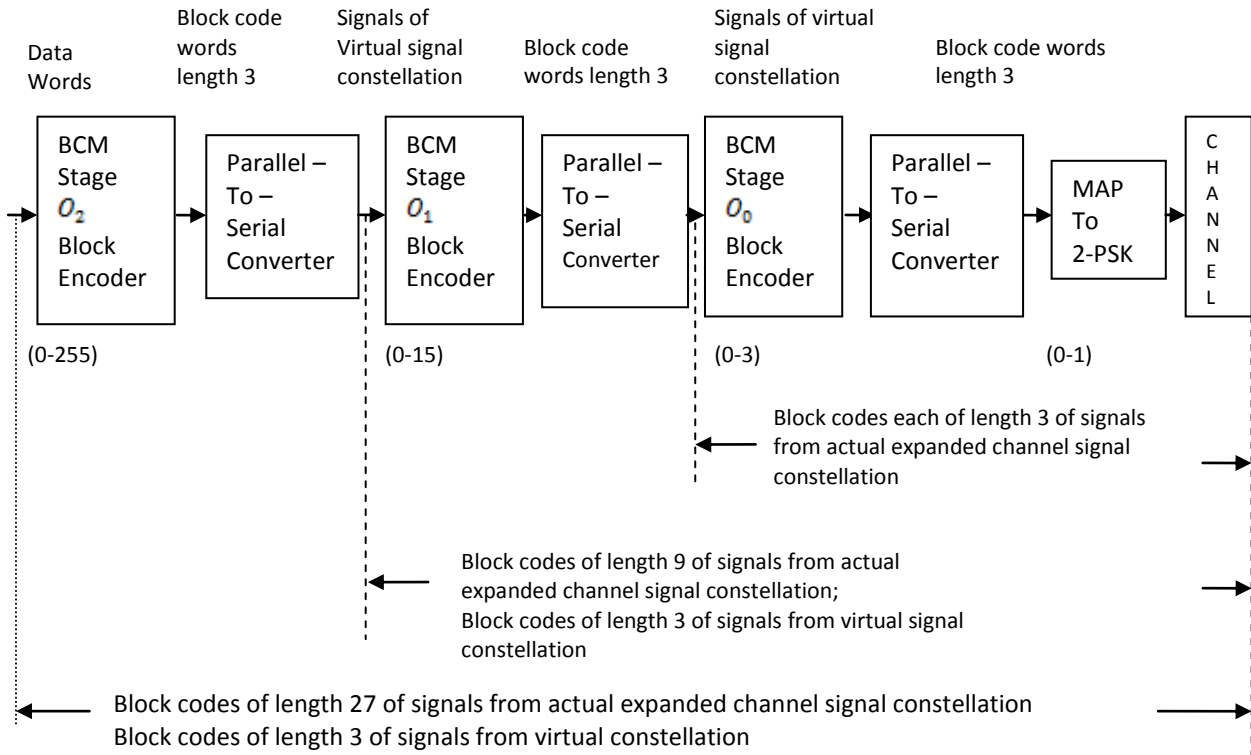 Data
Words
Block code
words
length 3
Signals of
Virtual signal
constellation
Block code
words length 3
Signals of virtual
signal
constellation
Block code words
length 3
BCM
Stage
O₂
Block
Encoder
Parallel –
To –
Serial
Converter
BCM
Stage
O₁
Block
Encoder
Parallel –
To –
Serial
Converter
BCM
Stage
O₀
Block
Encoder
Parallel –
To –
Serial
Converter
MAP
To
2-PSK
C
H
A
N
N
E
L
(0-255)
(0-15)
(0-3)
(0-1)
Block codes each of length 3 of signals
from actual expanded channel signal
constellation
Block codes of length 9 of signals from actual
expanded channel signal constellation;
Block codes of length 3 of signals from virtual signal
constellation
Block codes of length 27 of signals from actual expanded channel signal constellation
Block codes of length 3 of signals from virtual constellation